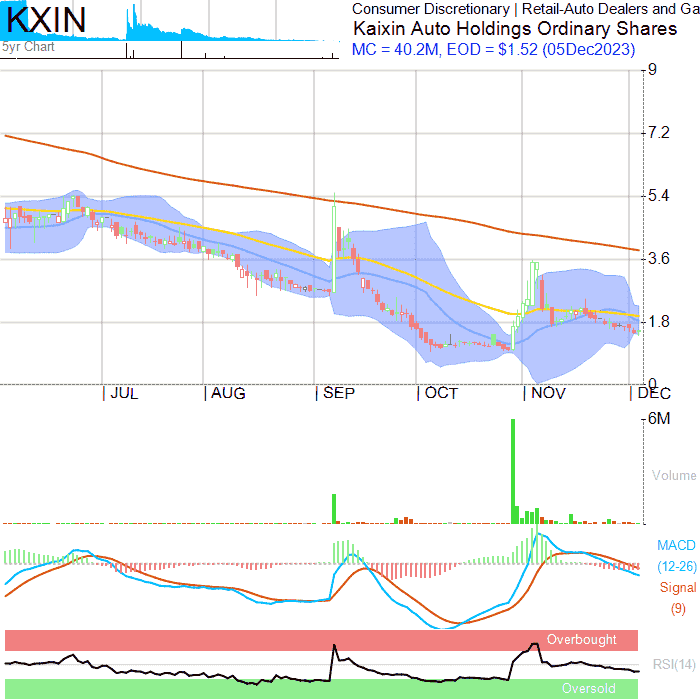 KXIN
5yr Chart
Consumer Discretionary | Retail-Auto Dealers and Ga
Kaixin Auto Holdings Ordinary Shares
MC = 40.2M, EOD = $1.52 (05Dec2023)
9
7.2
5.4
3.6
1.8
0
JUL
AUG
SEP
OCT
NOV
DEC
6M
Volume
MACD
(12-26)
Signal
(9)
Overbought
RSI(14)
Oversold